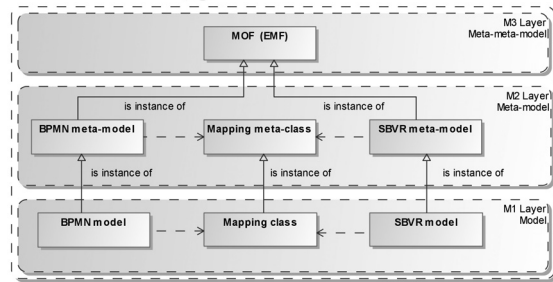 M3 Layer
Meta-meta-model
MOF (EMF)
M2 Layer
Meta-model
is instance of
is instance of
BPMN meta-model
Mapping meta-class
SBVR meta-model
is instance of
is instance of
is instance of
M1 Layer
Model
BPMN model
Mapping class
SBVR model